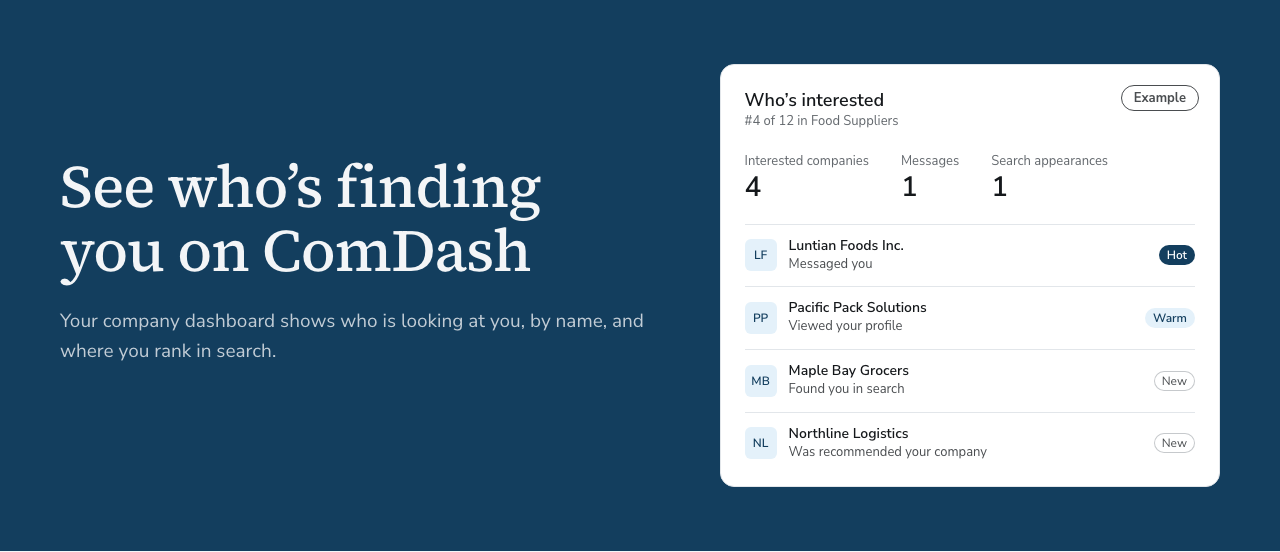 See who’s finding
you on ComDash
Your company dashboard shows who is looking at you, by name, and
where you rank in search.
Who’s interested
Example
#4 of 12 in Food Suppliers
Interested companies
4
Messages
1
Search appearances
1
LF
Luntian Foods Inc.
Messaged you
Hot
PP
Pacific Pack Solutions
Viewed your profile
Warm
MB
Maple Bay Grocers
Found you in search
New
NL
Northline Logistics
Was recommended your company
New